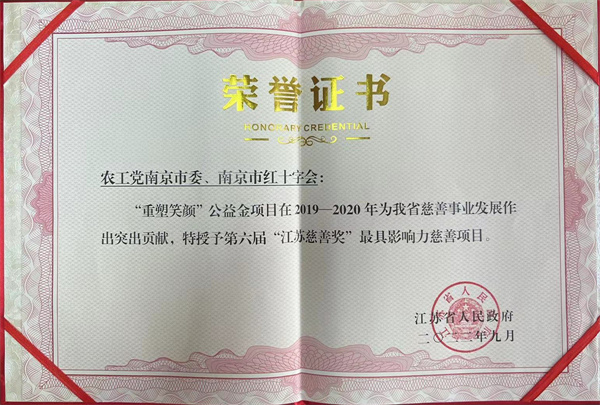 荣誉证书
HONORARY CREDENTIAL
农工党南京市委、南京市红十字会：
“重塑笑颜”公益金项目在2019—2020年为我省慈善事业发展作
出突出贡献，特授予第六届“江苏慈善奖”最具影响力慈善项目。
江苏省人民政府
二〇二三年九月